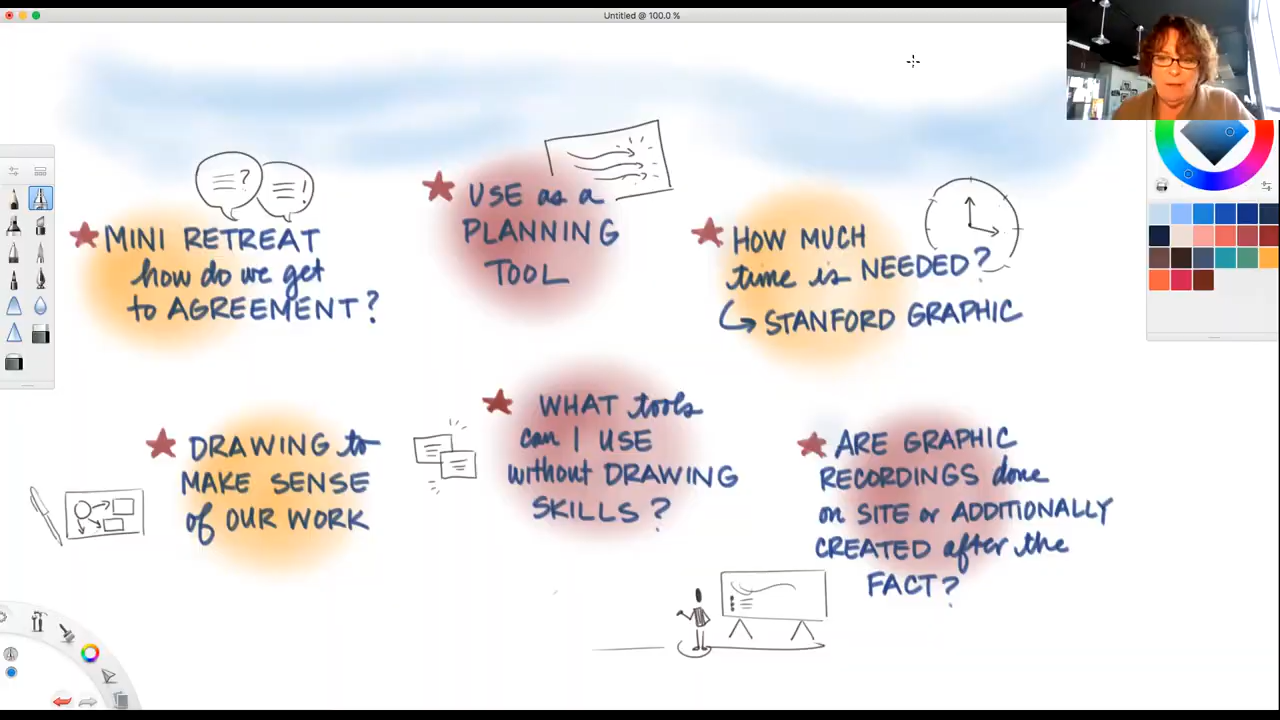 Untitled @ 100.0 %
MINI RETREAT
how do we get
to AGREEMENT?
?
!
USE as a
PLANNING
TOOL
HOW MUCH
time is NEEDED?
STANFORD GRAPHIC
DRAWING to
MAKE SENSE
of OUR WORK
WHAT tools
can I USE
without DRAWING
SKILLS?
ARE GRAPHIC
RECORDINGS done
on SITE or ADDITIONALLY
CREATED after the
FACT?